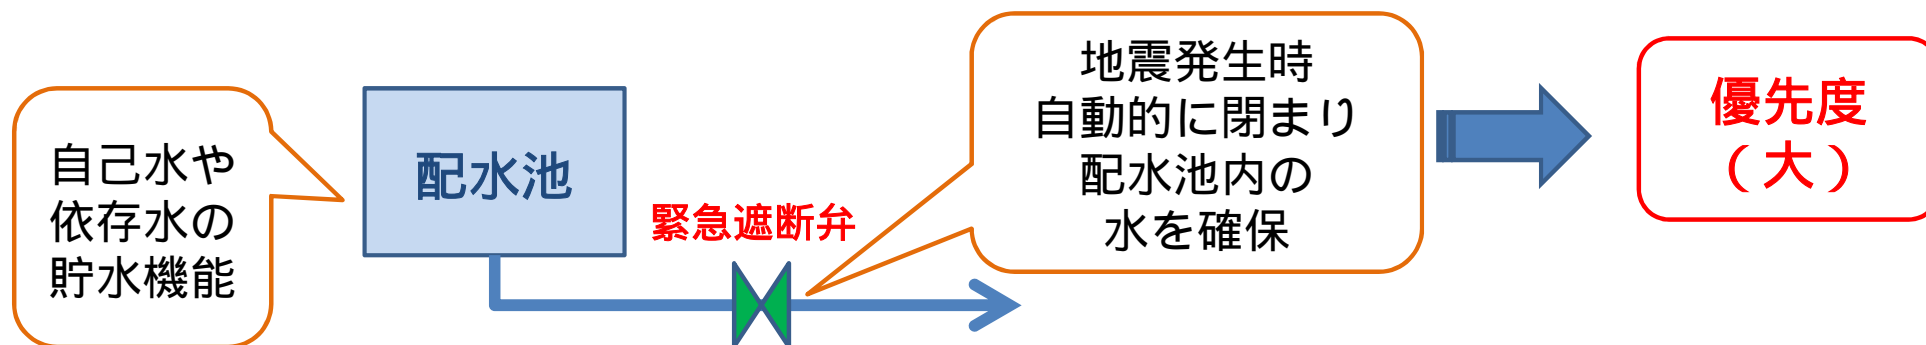 自己水や
依存水の
貯水機能
配水池
緊急遮断弁
地震発生時
自動的に閉まり
配水池内の
水を確保
優先度
（大）